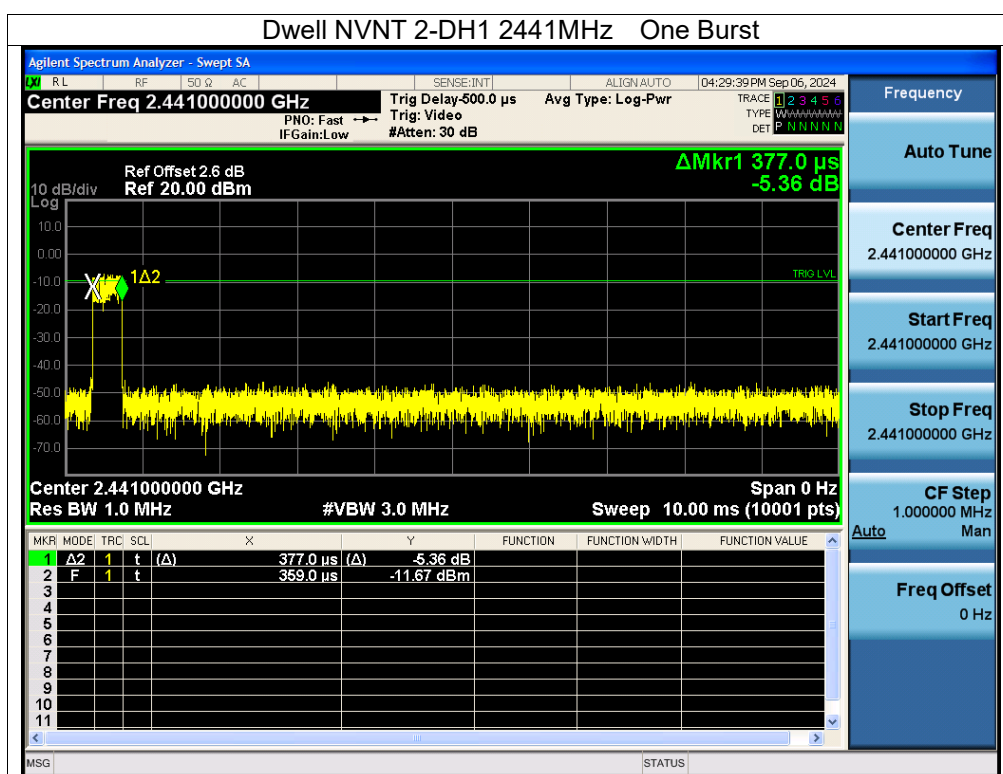 Dwell NVNT 2-DH1 2441MHz One Burst
Agilent Spectrum Analyzer - Swept SA
LXI RL RF 50 Ω AC SENSE:INT ALIGN AUTO 04:29:39 PM Sep 06, 2024
Center Freq 2.441000000 GHz
Trig Delay-500.0 µs Avg Type: Log-Pwr TRACE 1 2 3 4 5 6
PNO: Fast Trig: Video TYPE WWWWWW
IFGain:Low #Atten: 30 dB DET P N N N N N
Frequency
ΔMkr1 377.0 µs
-5.36 dB
Ref Offset 2.6 dB
10 dB/div Ref 20.00 dBm
Log
10.0
0.00
-10.0
-20.0
-30.0
-40.0
-50.0
-60.0
-70.0
1Δ2
TRIG LVL
Center 2.441000000 GHz Span 0 Hz
Res BW 1.0 MHz #VBW 3.0 MHz Sweep 10.00 ms (10001 pts)
MKR MODE TRC SCL X Y FUNCTION FUNCTION WIDTH FUNCTION VALUE
1 Δ2 1 t (Δ) 377.0 µs (Δ) -5.36 dB
2 F 1 t 359.0 µs -11.67 dBm
3
4
5
6
7
8
9
10
11
MSG STATUS
Auto Tune
Center Freq
2.441000000 GHz
Start Freq
2.441000000 GHz
Stop Freq
2.441000000 GHz
CF Step
1.000000 MHz
Auto Man
Freq Offset
0 Hz